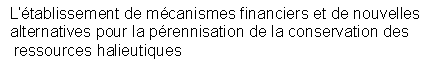 L'établissement de mécanismes financiers et de nouvelles
alternatives pour la pérennisation de la conservation des
ressources halieutiques